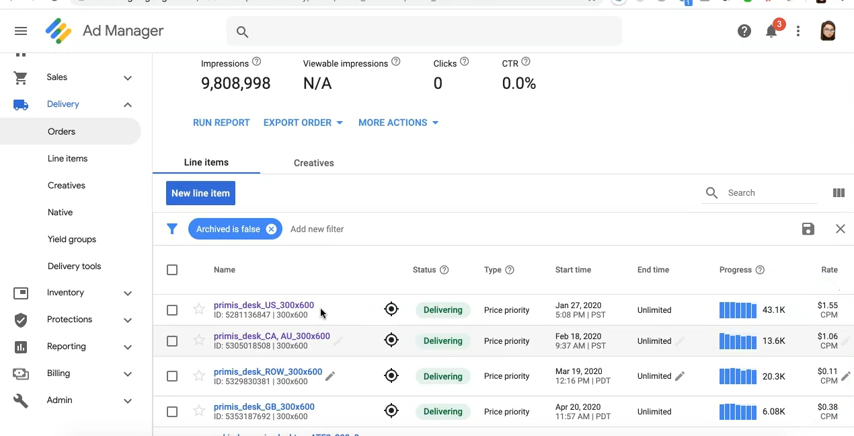 Ad Manager
3
Sales
Delivery
Orders
Line items
Creatives
Native
Yield groups
Delivery tools
Inventory
Protections
Reporting
Billing
Admin
Impressions Viewable impressions Clicks CTR
9,808,998 N/A 0 0.0%
RUN REPORT EXPORT ORDER MORE ACTIONS
Line items Creatives
New line item Search
Archived is false Add new filter
Name Status Type Start time End time Progress Rate
primis_desk_US_300x600 Delivering Price priority Jan 27, 2020 Unlimited 43.1K $1.55
ID: 5281136847 | 300x600 5:08 PM | PST CPM
primis_desk_CA, AU_300x600 Delivering Price priority Feb 18, 2020 Unlimited 13.6K $1.06
ID: 5305018508 | 300x600 9:37 AM | PST CPM
primis_desk_ROW_300x600 Delivering Price priority Mar 19, 2020 Unlimited 20.3K $0.11
ID: 5329830381 | 300x600 12:16 PM | PDT CPM
primis_desk_GB_300x600 Delivering Price priority Apr 20, 2020 Unlimited 6.08K $0.38
ID: 5353187692 | 300x600 11:57 AM | PDT CPM